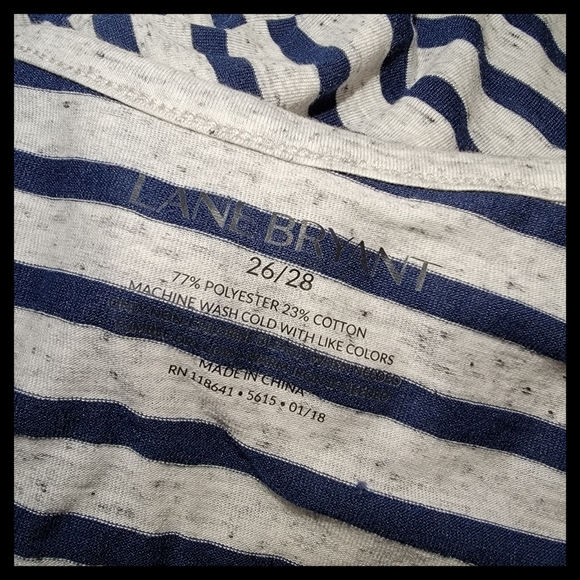 LANE BRYANT
26/28
77% POLYESTER 23% COTTON
MACHINE WASH COLD WITH LIKE COLORS
MADE IN CHINA
RN 118641 • 5615 • 01/18